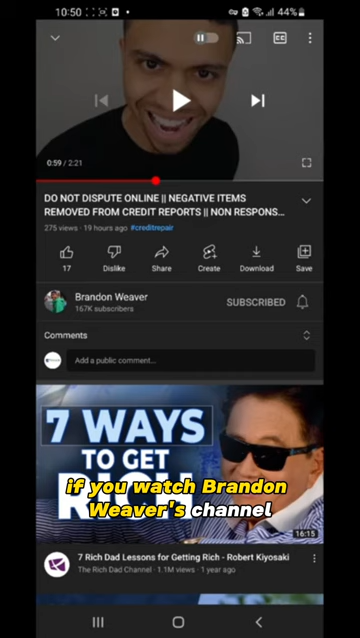 10:50
44%
CC
0:59 / 2:21
DO NOT DISPUTE ONLINE || NEGATIVE ITEMS
REMOVED FROM CREDIT REPORTS || NON RESPONS...
275 views · 19 hours ago #creditrepair
17 Dislike Share Create Download Save
Brandon Weaver
167K subscribers
SUBSCRIBED
Comments
Add a public comment...
7 WAYS
TO GET
RICH
if you watch Brandon
Weaver's channel
16:15
7 Rich Dad Lessons for Getting Rich - Robert Kiyosaki
The Rich Dad Channel · 1.1M views · 1 year ago